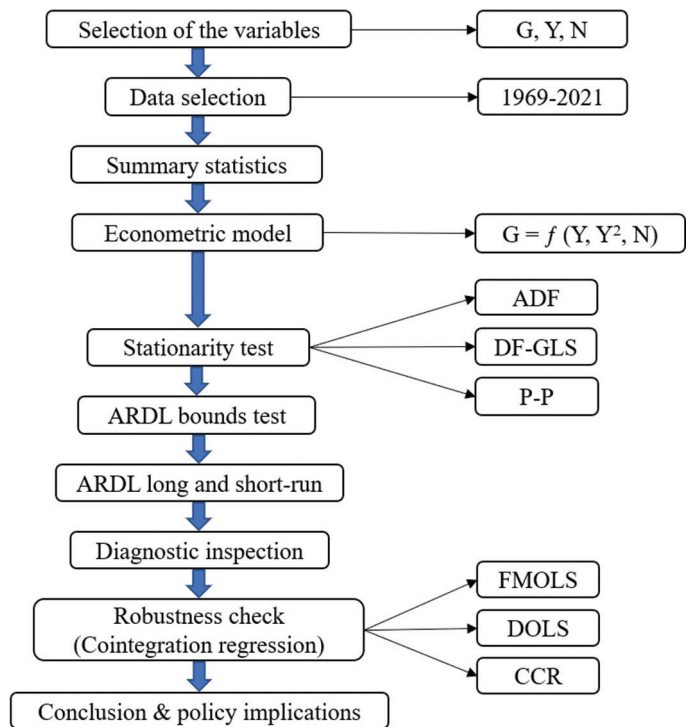 Selection of the variables
G, Y, N
Data selection
1969-2021
Summary statistics
Econometric model
G = ƒ (Y, Y², N)
Stationarity test
ADF
DF-GLS
P-P
ARDL bounds test
ARDL long and short-run
Diagnostic inspection
Robustness check
(Cointegration regression)
FMOLS
DOLS
CCR
Conclusion & policy implications